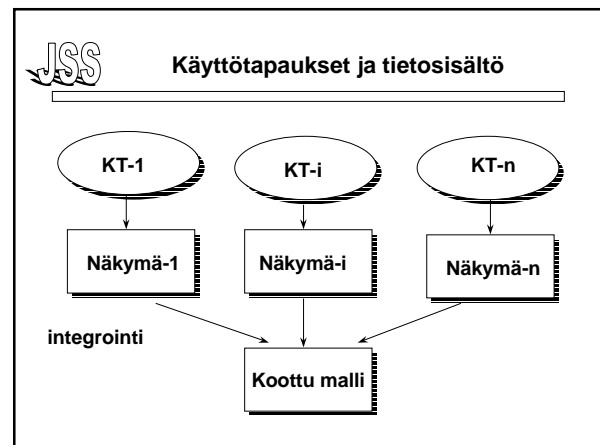 JSS
Käyttötapaukset ja tietosisältö
KT-1
KT-i
KT-n
Näkymä-1
Näkymä-i
Näkymä-n
integrointi
Koottu malli